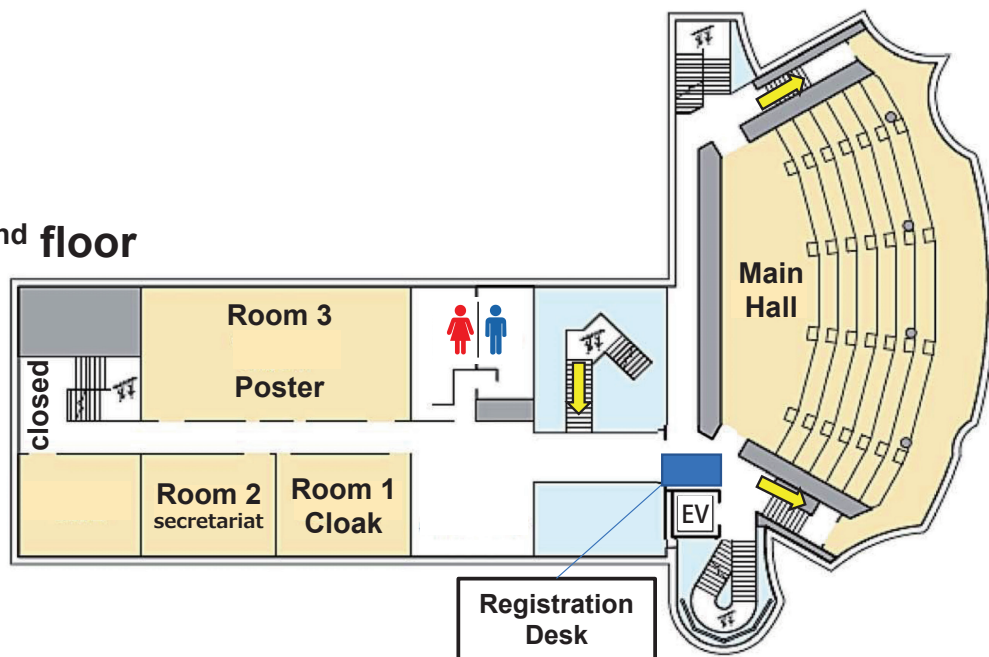 nd floor
Room 3
Poster
closed
Main
Hall
Room 2
secretariat
Room 1
Cloak
EV
Registration
Desk